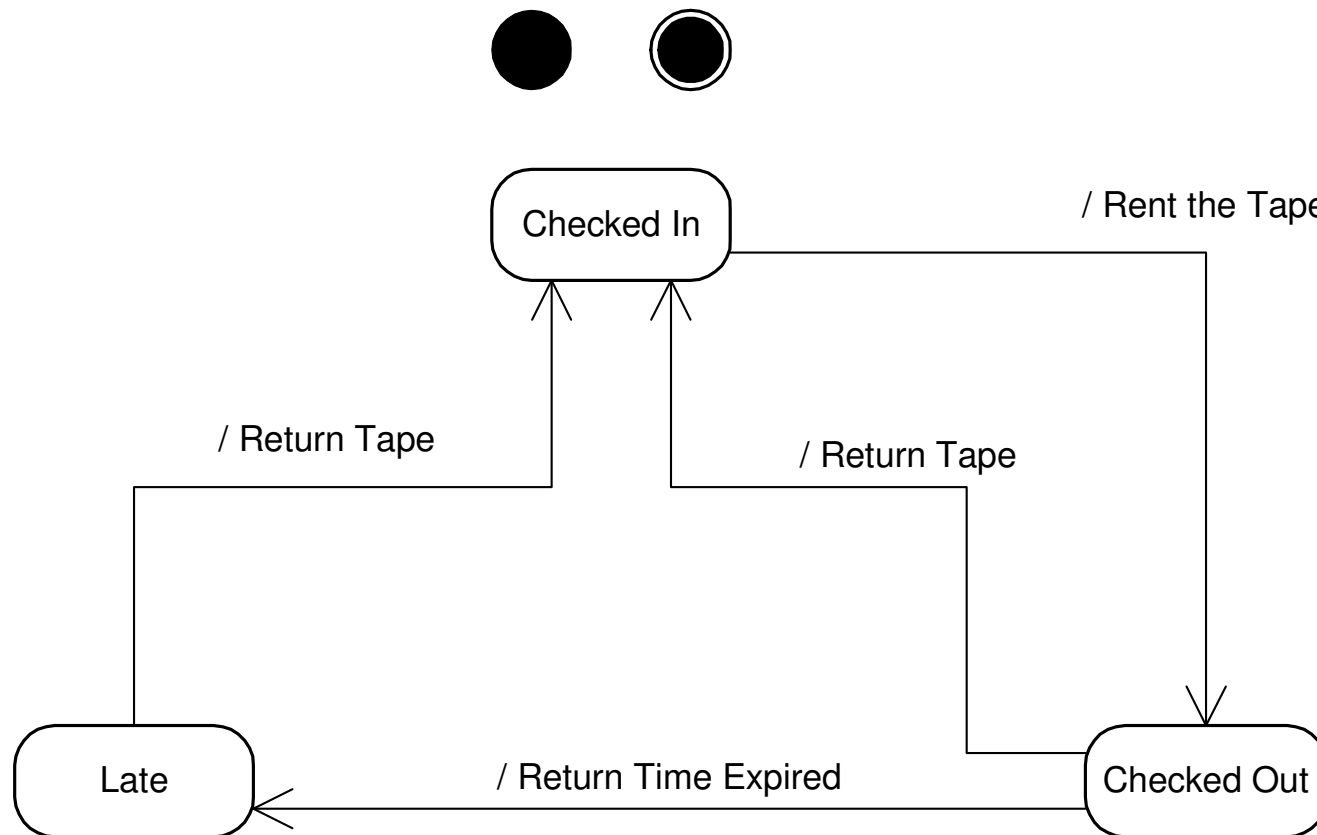 Checked In
/ Rent the Tape
/ Return Tape
/ Return Tape
Late
/ Return Time Expired
Checked Out